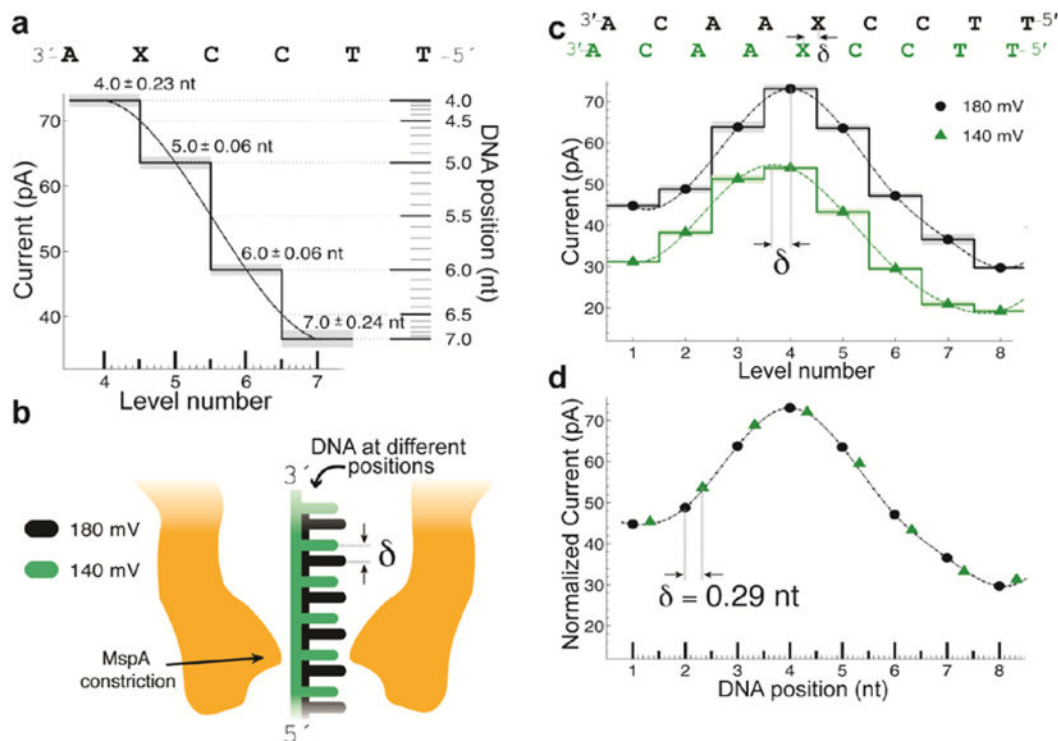 a
3´-A X C C T T-5´
4.0 ± 0.23 nt
5.0 ± 0.06 nt
6.0 ± 0.06 nt
7.0 ± 0.24 nt
Current (pA)
70
60
50
40
4 5 6 7
Level number
4.0
4.5
5.0
5.5
6.0
6.5
7.0
DNA position (nt)
b
DNA at different
positions
3´
180 mV
140 mV
δ
MspA
constriction
5´
c
3'-A C A A X C C T T-5'
3'-A C A A X C C T T-5'
δ
180 mV
140 mV
Current (pA)
70
60
50
40
30
20
δ
1 2 3 4 5 6 7 8
Level number
d
Normalized Current (pA)
70
60
50
40
30
20
δ = 0.29 nt
1 2 3 4 5 6 7 8
DNA position (nt)